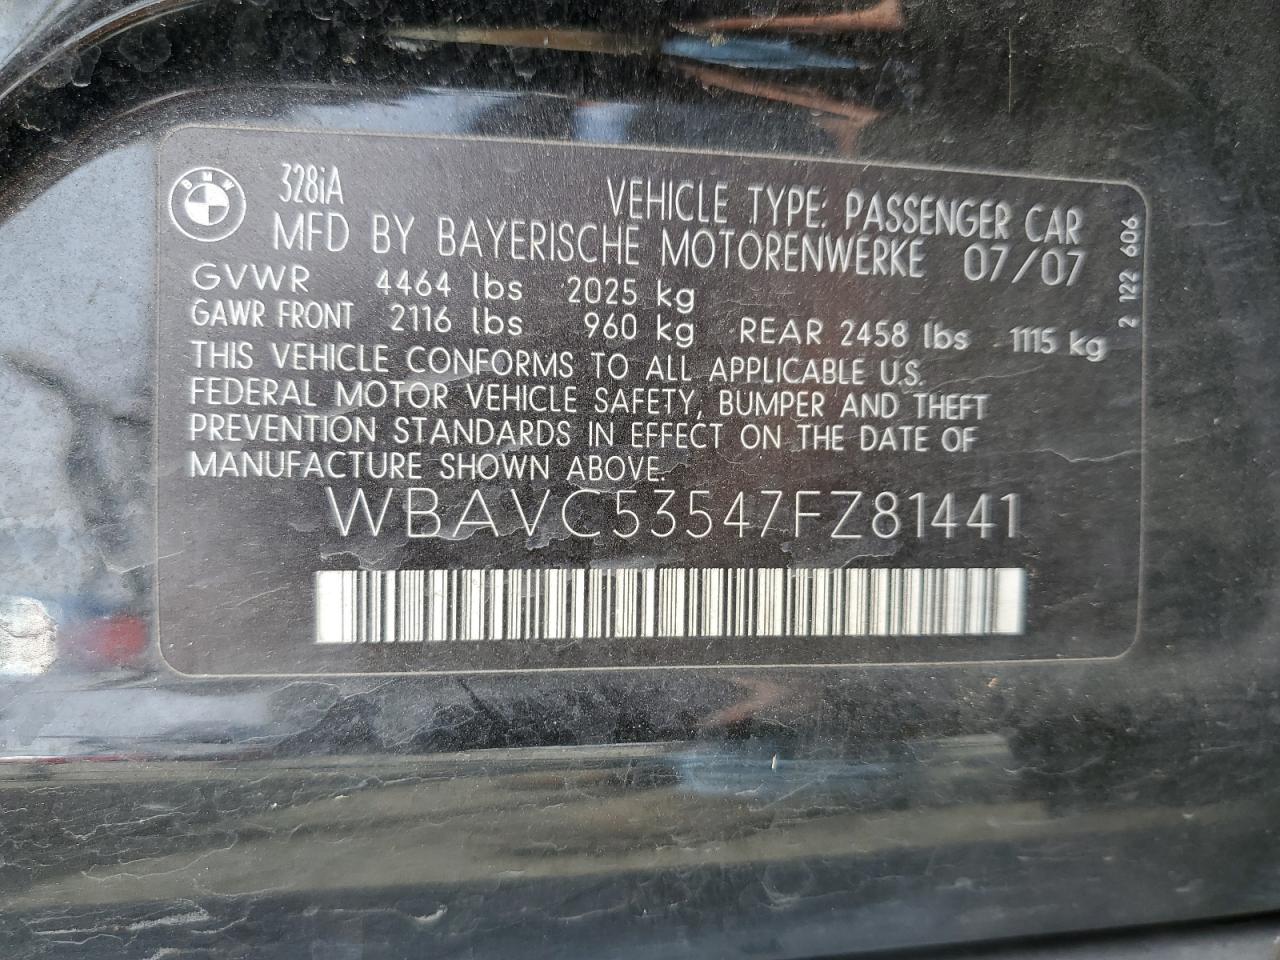 BMW
328iA VEHICLE TYPE: PASSENGER CAR
MFD BY BAYERISCHE MOTORENWERKE 07/07
GVWR 4464 lbs 2025 kg
GAWR FRONT 2116 lbs 960 kg REAR 2458 lbs 1115 kg
THIS VEHICLE CONFORMS TO ALL APPLICABLE U.S.
FEDERAL MOTOR VEHICLE SAFETY, BUMPER AND THEFT
PREVENTION STANDARDS IN EFFECT ON THE DATE OF
MANUFACTURE SHOWN ABOVE.
WBAVC53547FZ81441
2 122 606